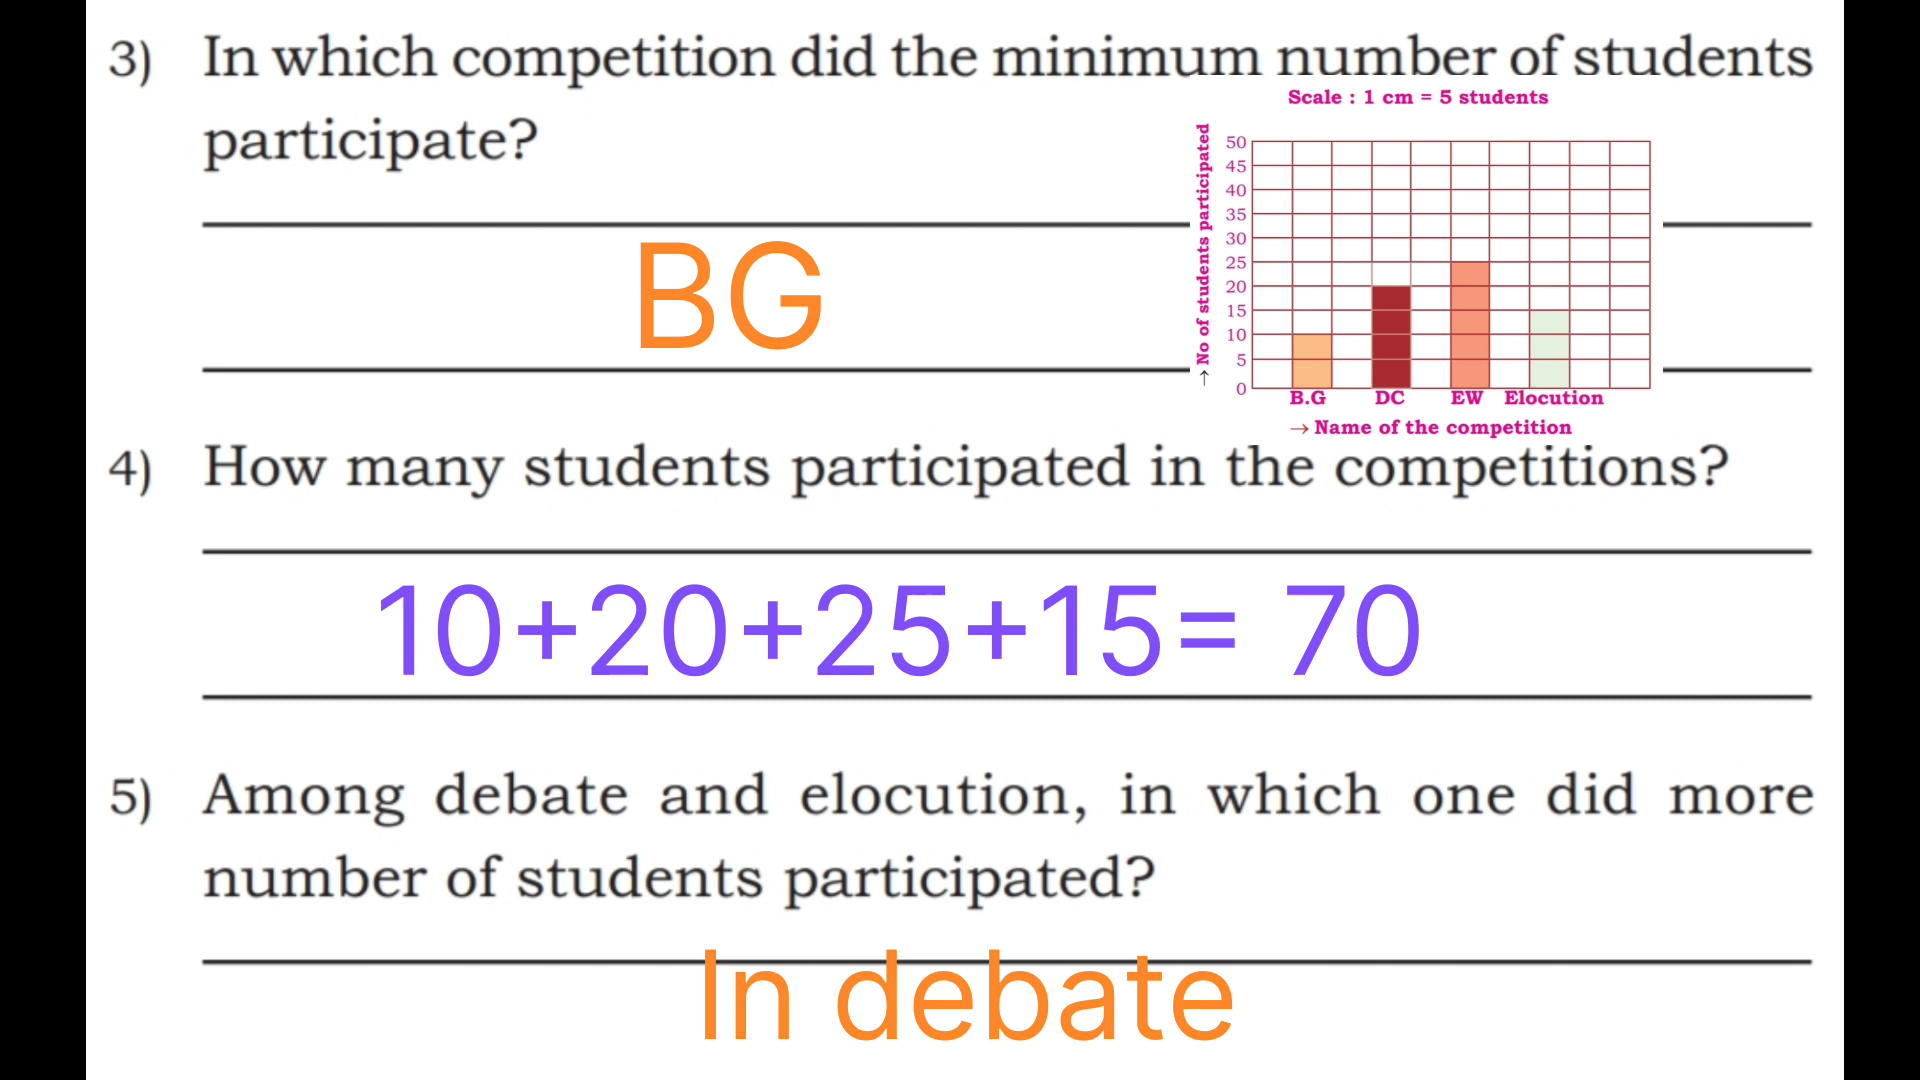 3) In which competition did the minimum number of students
participate?
Scale : 1 cm = 5 students
→ No of students participated
50
45
40
35
30
25
20
15
10
5
0
B.G DC EW Elocution
→ Name of the competition
BG
4) How many students participated in the competitions?
10+20+25+15= 70
5) Among debate and elocution, in which one did more
number of students participated?
In debate